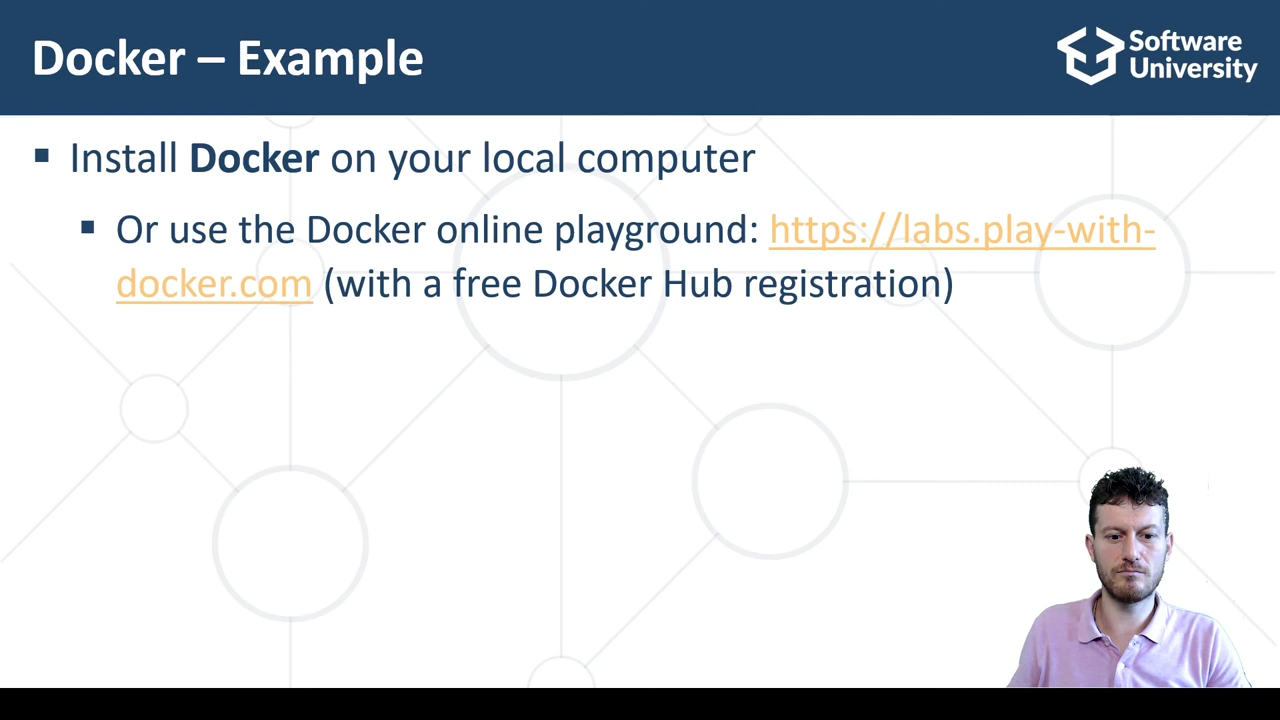 Docker – Example
Software
University
▪ Install Docker on your local computer
▪ Or use the Docker online playground: https://labs.play-with-
docker.com (with a free Docker Hub registration)